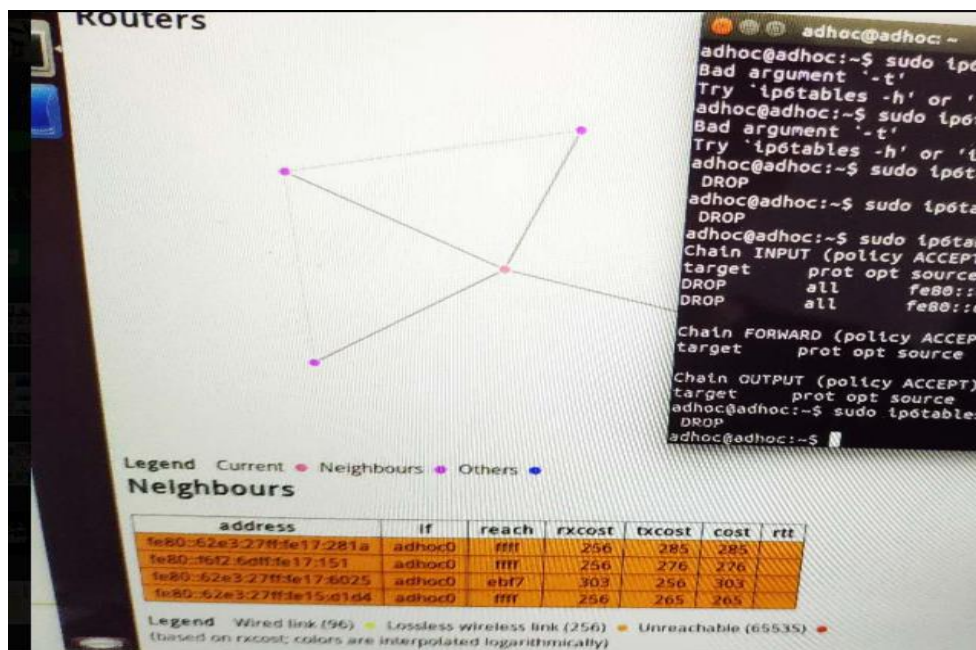 Routers
adhoc@adhoc: ~
adhoc@adhoc:~$ sudo ip6
Bad argument `-t'
Try `ip6tables -h' or '
adhoc@adhoc:~$ sudo ip6t
Bad argument `-t'
Try `ip6tables -h' or 'i
adhoc@adhoc:~$ sudo ip6t
DROP
adhoc@adhoc:~$ sudo ip6ta
DROP
adhoc@adhoc:~$ sudo ip6tab
Chain INPUT (policy ACCEPT
target prot opt source
DROP all fe80::
DROP all fe80::
Chain FORWARD (policy ACCEP
target prot opt source
Chain OUTPUT (policy ACCEPT)
target prot opt source
adhoc@adhoc:~$ sudo ip6tables
DROP
adhoc@adhoc:~$
Legend Current Neighbours Others
Neighbours
address if reach rxcost txcost cost rtt
fe80::62e3:27ff:fe17:281a adhoc0 ffff 256 285 285
fe80::f6f2:6dff:fe17:151 adhoc0 ffff 256 276 276
fe80::62e3:27ff:fe17:6025 adhoc0 ebf7 303 256 303
fe80::62e3:27ff:fe15:d1d4 adhoc0 ffff 256 265 265
Legend Wired link (96) Lossless wireless link (256) Unreachable (65535)
(based on rxcost; colors are interpolated logarithmically)